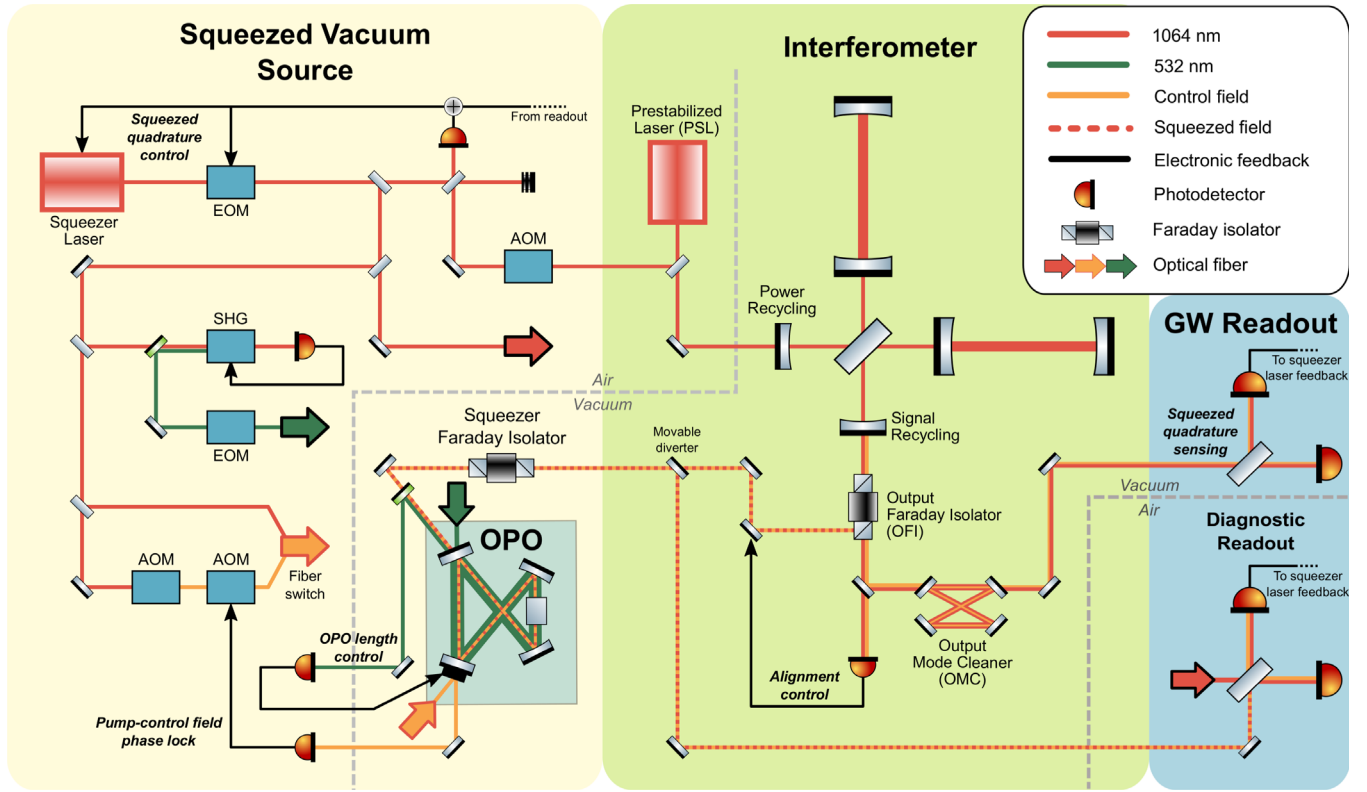 Squeezed Vacuum
Source
Squeezed
quadrature
control
From readout
Squeezer
Laser
EOM
AOM
SHG
EOM
AOM
AOM
Fiber
switch
OPO length
control
Pump-control field
phase lock
Air
Vacuum
Squeezer
Faraday Isolator
OPO
Interferometer
Prestabilized
Laser (PSL)
Power
Recycling
Signal
Recycling
Movable
diverter
Output
Faraday Isolator
(OFI)
Output
Mode Cleaner
(OMC)
Alignment
control
1064 nm
532 nm
Control field
Squeezed field
Electronic feedback
Photodetector
Faraday isolator
Optical fiber
GW Readout
To squeezer
laser feedback
Squeezed
quadrature
sensing
Vacuum
Air
Diagnostic
Readout
To squeezer
laser feedback